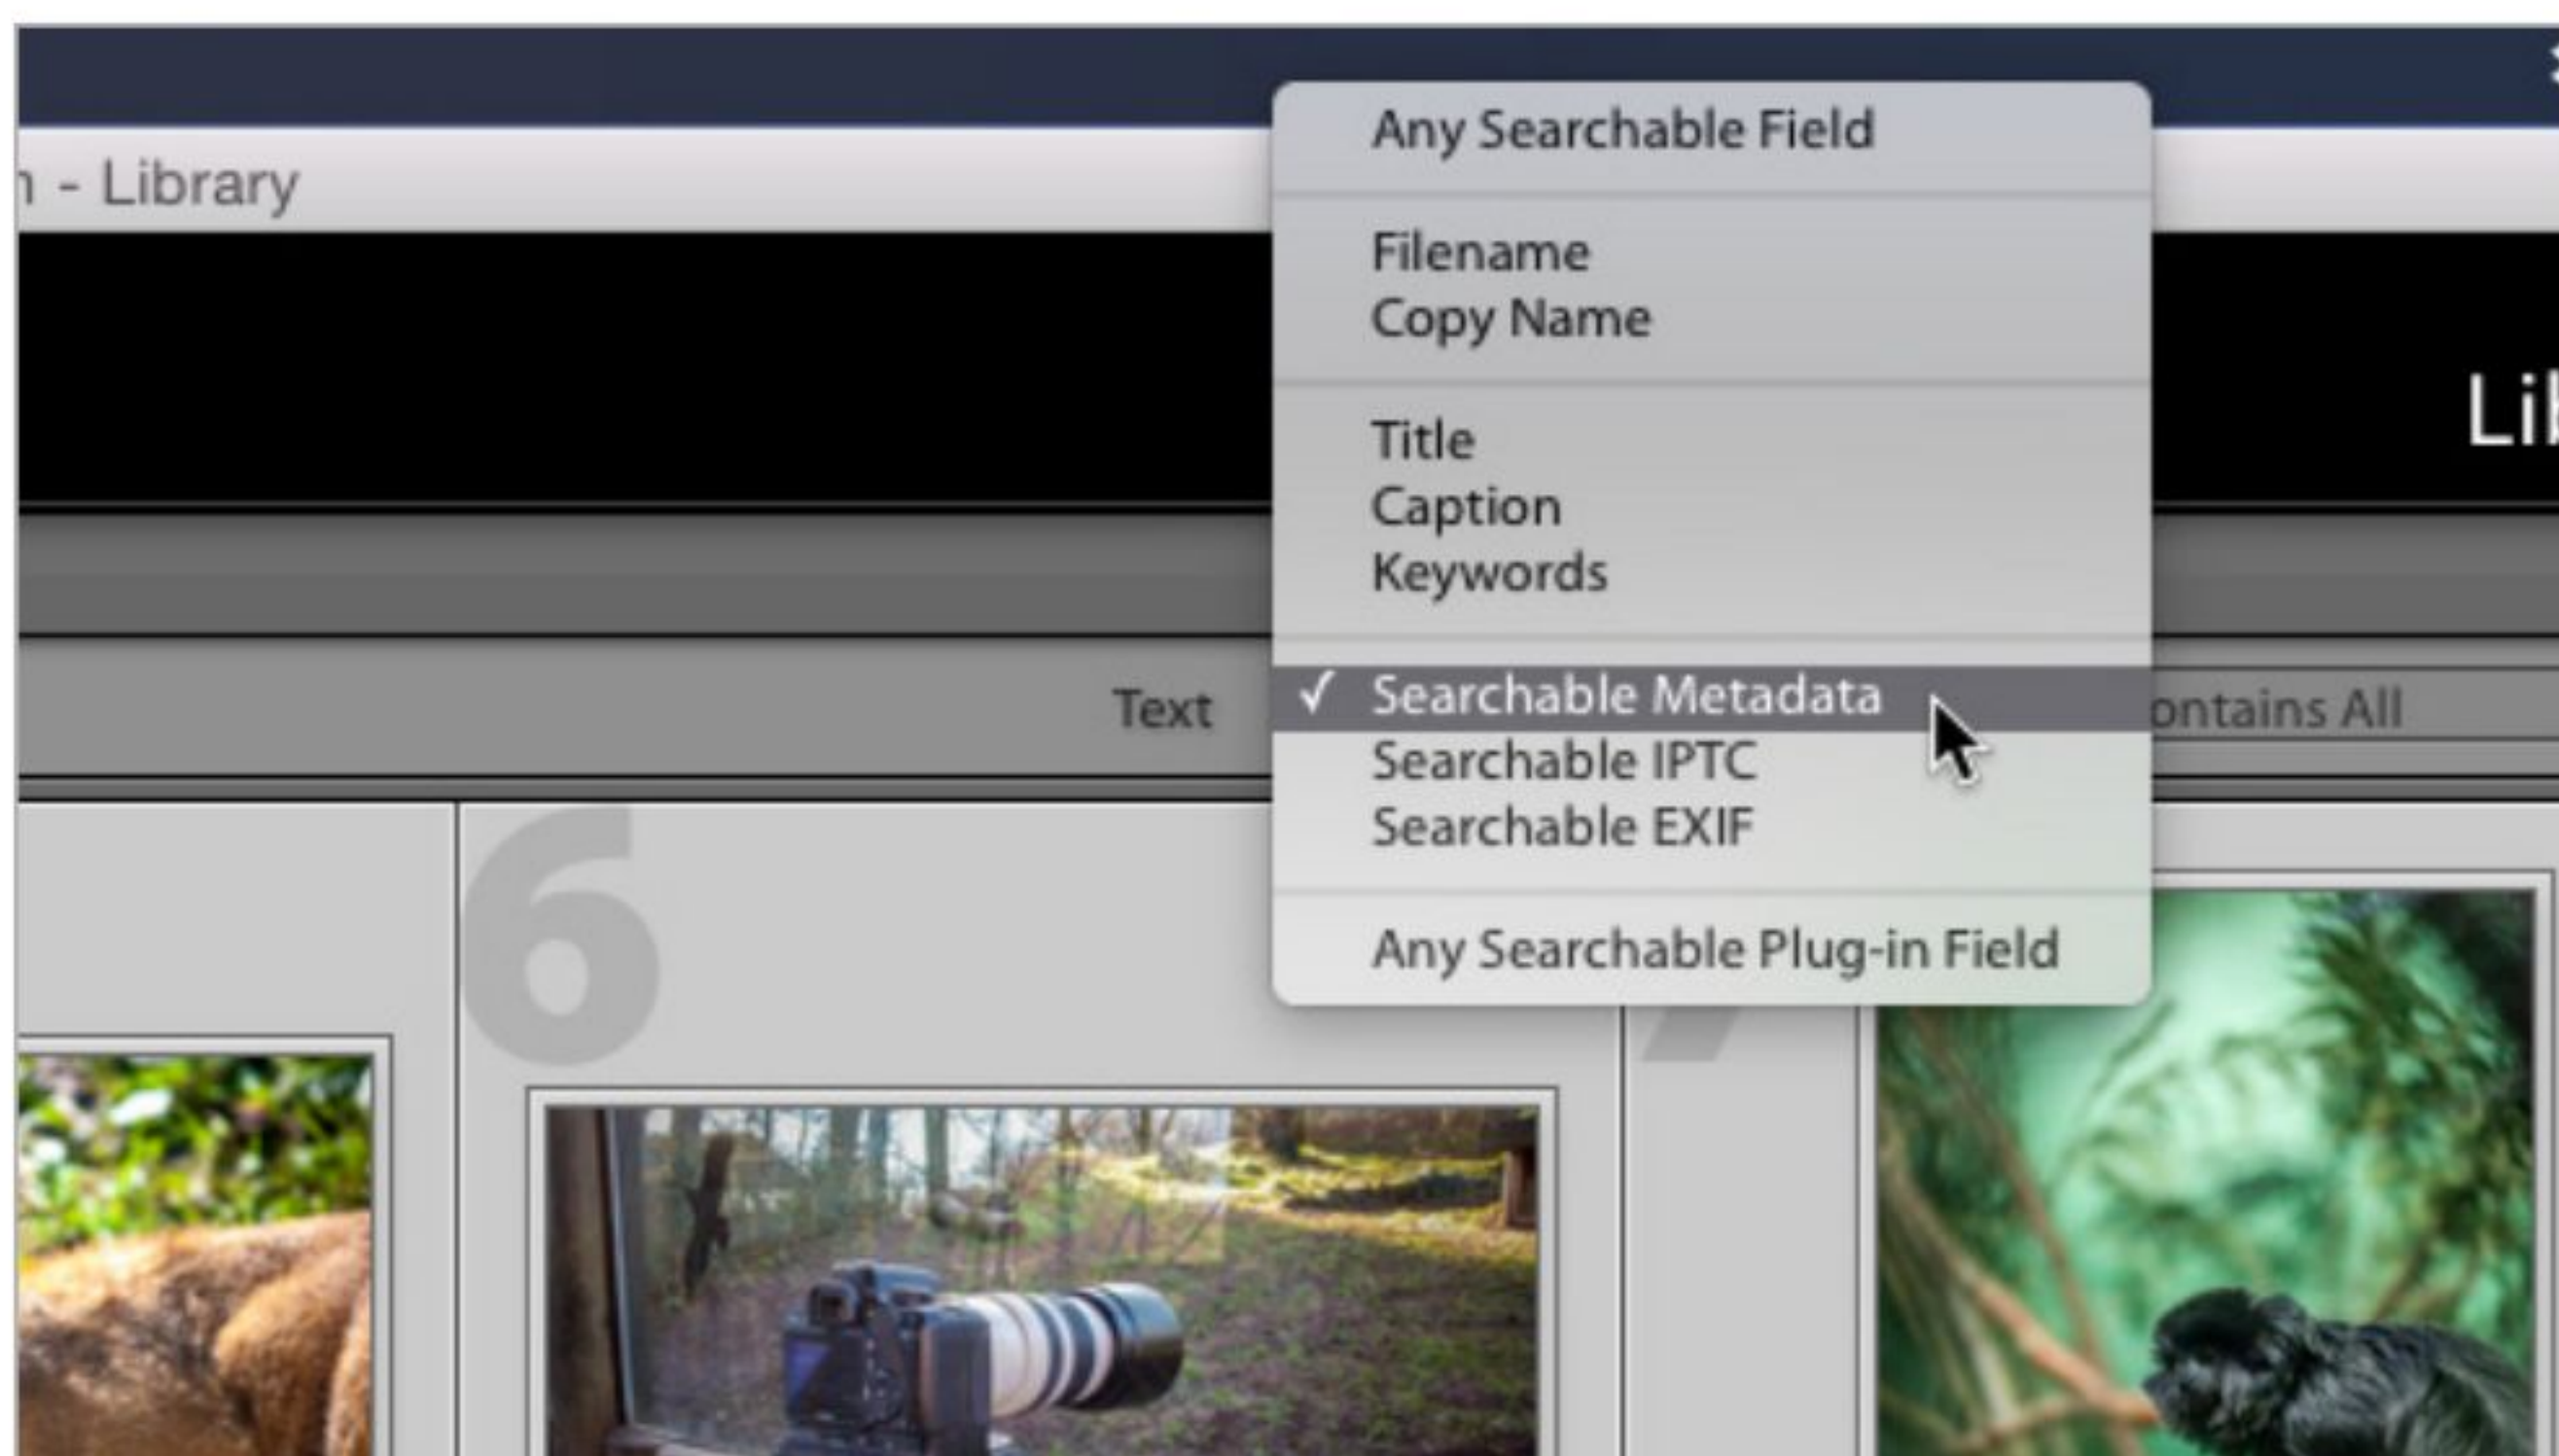 - Library
Any Searchable Field
Filename
Copy Name
Title
Caption
Keywords
Text
✓ Searchable Metadata
Searchable IPTC
Searchable EXIF
Any Searchable Plug-in Field
All
6